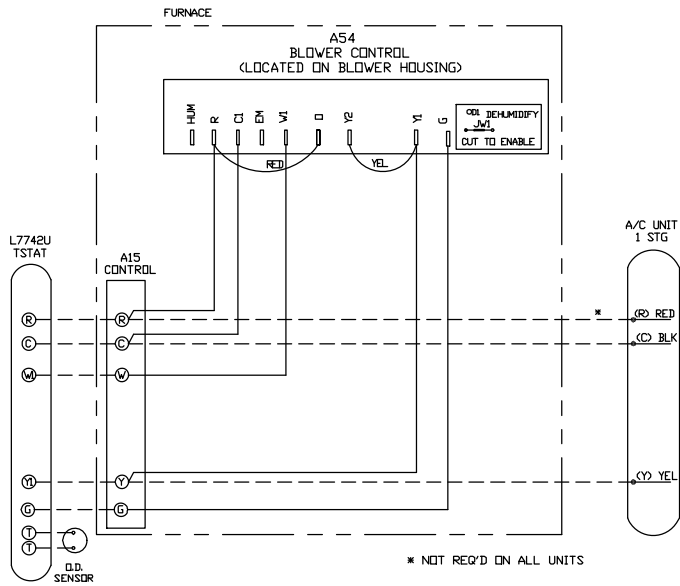 FURNACE
A54
BLOWER CONTROL
(LOCATED ON BLOWER HOUSING)
HUM
R
C1
EM
W1
O
Y2
Y1
G
OD1 DEHUMIDIFY
JW1
CUT TO ENABLE
RED
YEL
L7742U
TSTAT
A15
CONTROL
A/C UNIT
1 STG
R
R
*
(R) RED
C
C
(C) BLK
W1
W
Y1
Y
(Y) YEL
G
G
T
T
O.D.
SENSOR
* NOT REQ'D ON ALL UNITS